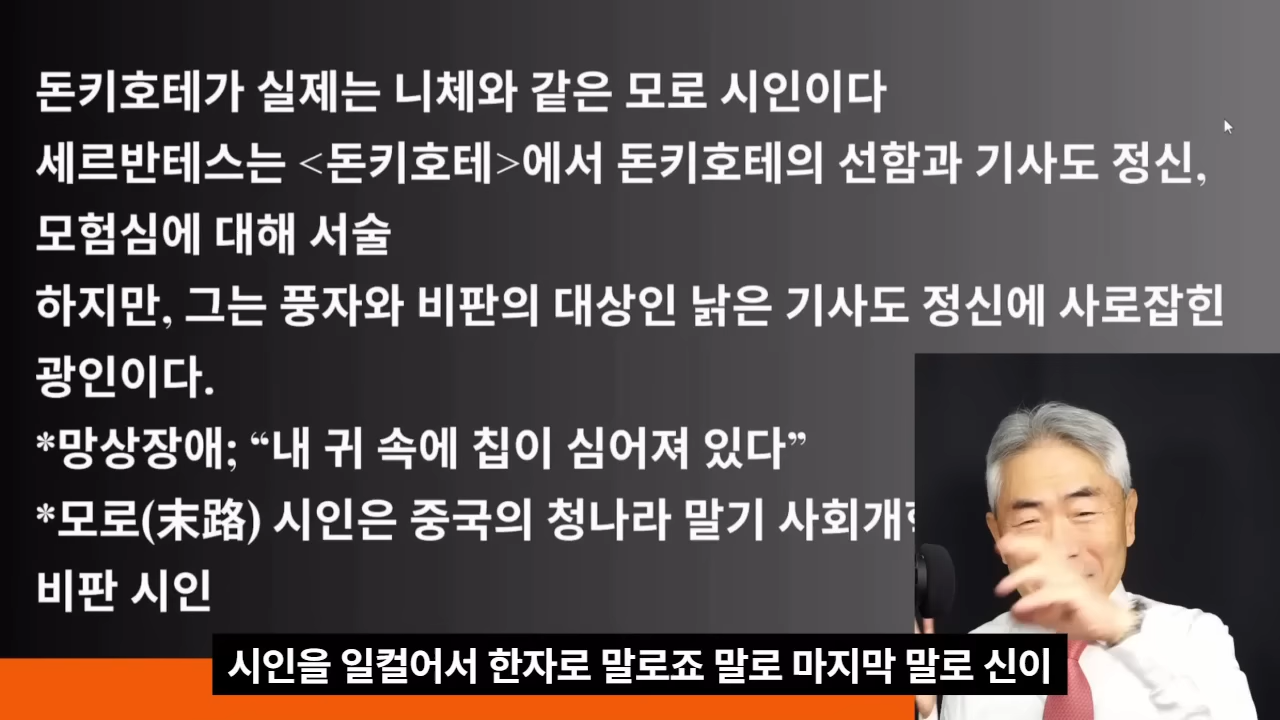 돈키호테가 실제는 니체와 같은 모로 시인이다
세르반테스는 <돈키호테>에서 돈키호테의 선함과 기사도 정신,
모험심에 대해 서술
하지만, 그는 풍자와 비판의 대상인 낡은 기사도 정신에 사로잡힌
광인이다.
*망상장애; “내 귀 속에 칩이 심어져 있다”
*모로(末路) 시인은 중국의 청나라 말기
비판 시인
시인을 일컬어서 한자로 말로죠 말로 마지막 말로 신이